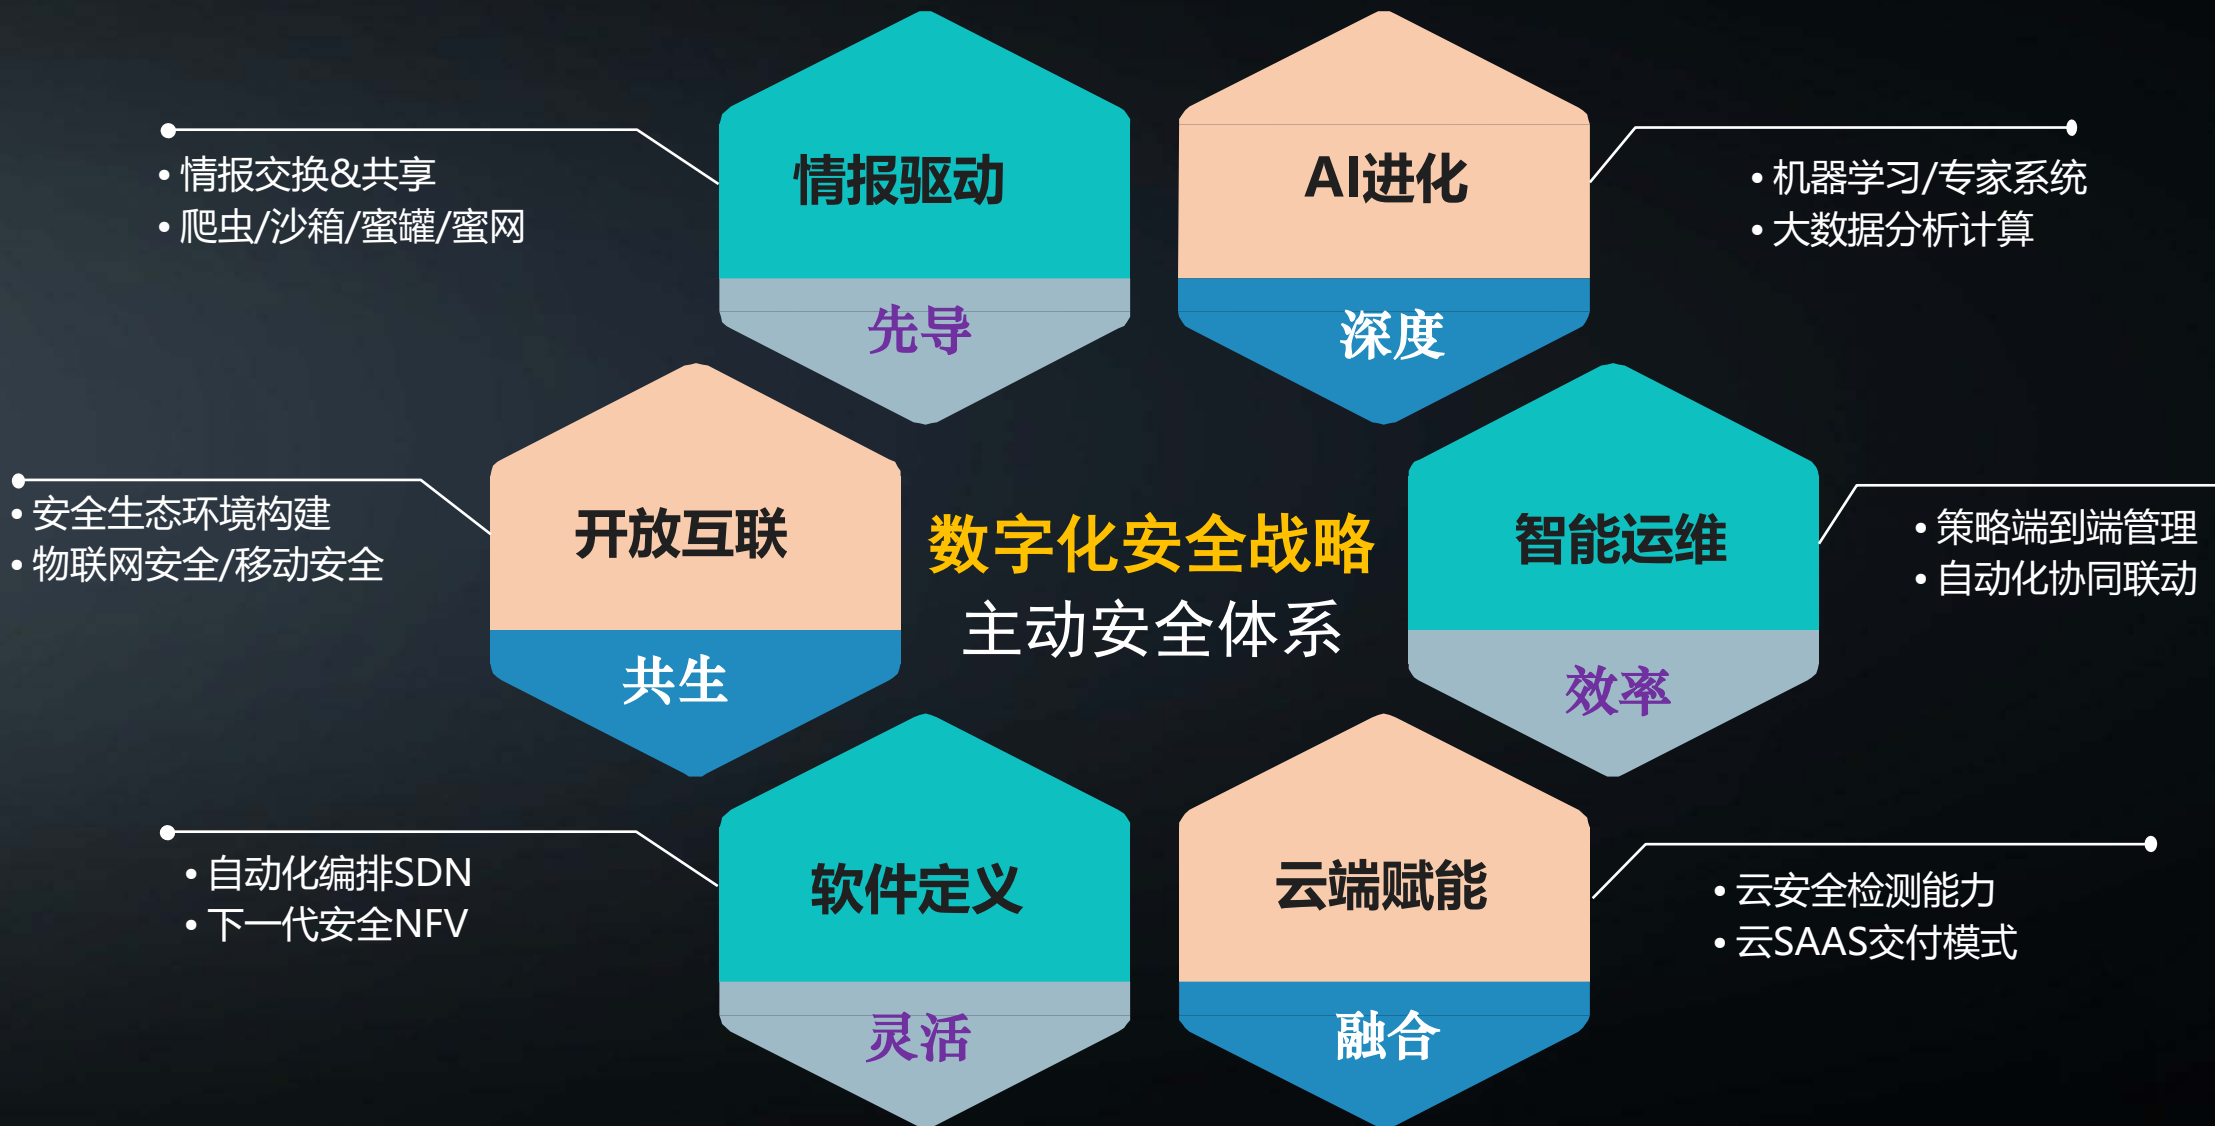 情报驱动
先导
• 情报交换&共享
• 爬虫/沙箱/蜜罐/蜜网
AI进化
深度
• 机器学习/专家系统
• 大数据分析计算
开放互联
共生
• 安全生态环境构建
• 物联网安全/移动安全
数字化安全战略
主动安全体系
智能运维
效率
• 策略端到端管理
• 自动化协同联动
软件定义
灵活
• 自动化编排SDN
• 下一代安全NFV
云端赋能
融合
• 云安全检测能力
• 云SAAS交付模式